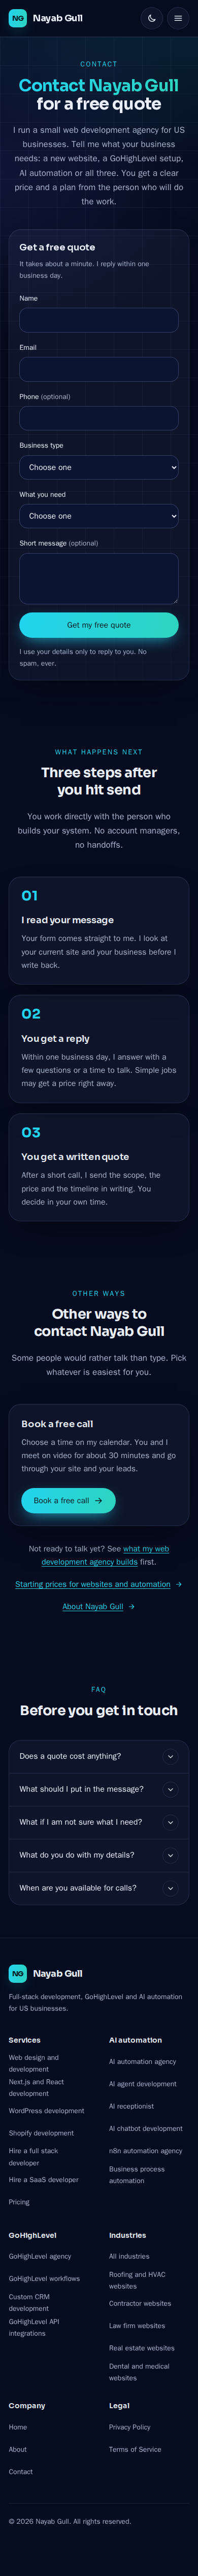 NG Nayab Gull
CONTACT
Contact Nayab Gull
for a free quote
I run a small web development agency for US
businesses. Tell me what your business
needs: a new website, a GoHighLevel setup,
AI automation or all three. You get a clear
price and a plan from the person who will do
the work.
Get a free quote
It takes about a minute. I reply within one
business day.
Name
Email
Phone (optional)
Business type
Choose one
What you need
Choose one
Short message (optional)
Get my free quote
I use your details only to reply to you. No
spam, ever.
WHAT HAPPENS NEXT
Three steps after
you hit send
You work directly with the person who
builds your system. No account managers,
no handoffs.
01
I read your message
Your form comes straight to me. I look at
your current site and your business before I
write back.
02
You get a reply
Within one business day, I answer with a
few questions or a time to talk. Simple jobs
may get a price right away.
03
You get a written quote
After a short call, I send the scope, the
price and the timeline in writing. You
decide in your own time.
OTHER WAYS
Other ways to
contact Nayab Gull
Some people would rather talk than type. Pick
whatever is easiest for you.
Book a free call
Choose a time on my calendar. You and I
meet on video for about 30 minutes and go
through your site and your leads.
Book a free call →
Not ready to talk yet? See what my web
development agency builds first.
Starting prices for websites and automation →
About Nayab Gull →
FAQ
Before you get in touch
Does a quote cost anything?
What should I put in the message?
What if I am not sure what I need?
What do you do with my details?
When are you available for calls?
NG Nayab Gull
Full-stack development, GoHighLevel and AI automation
for US businesses.
Services
Web design and
development
Next.js and React
development
WordPress development
Shopify development
Hire a full stack
developer
Hire a SaaS developer
Pricing
AI automation
AI automation agency
AI agent development
AI receptionist
AI chatbot development
n8n automation agency
Business process
automation
GoHighLevel
GoHighLevel agency
GoHighLevel workflows
Custom CRM
development
GoHighLevel API
integrations
Industries
All industries
Roofing and HVAC
websites
Contractor websites
Law firm websites
Real estate websites
Dental and medical
websites
Company
Home
About
Contact
Legal
Privacy Policy
Terms of Service
© 2026 Nayab Gull. All rights reserved.